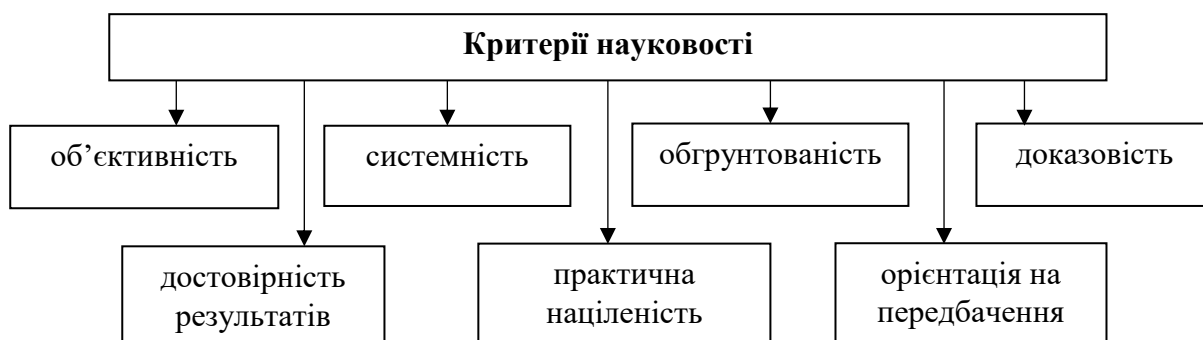 Критерії науковості
об’єктивність
системність
обгрунтованість
доказовість
достовірність
результатів
практична
націленість
орієнтація на
передбачення